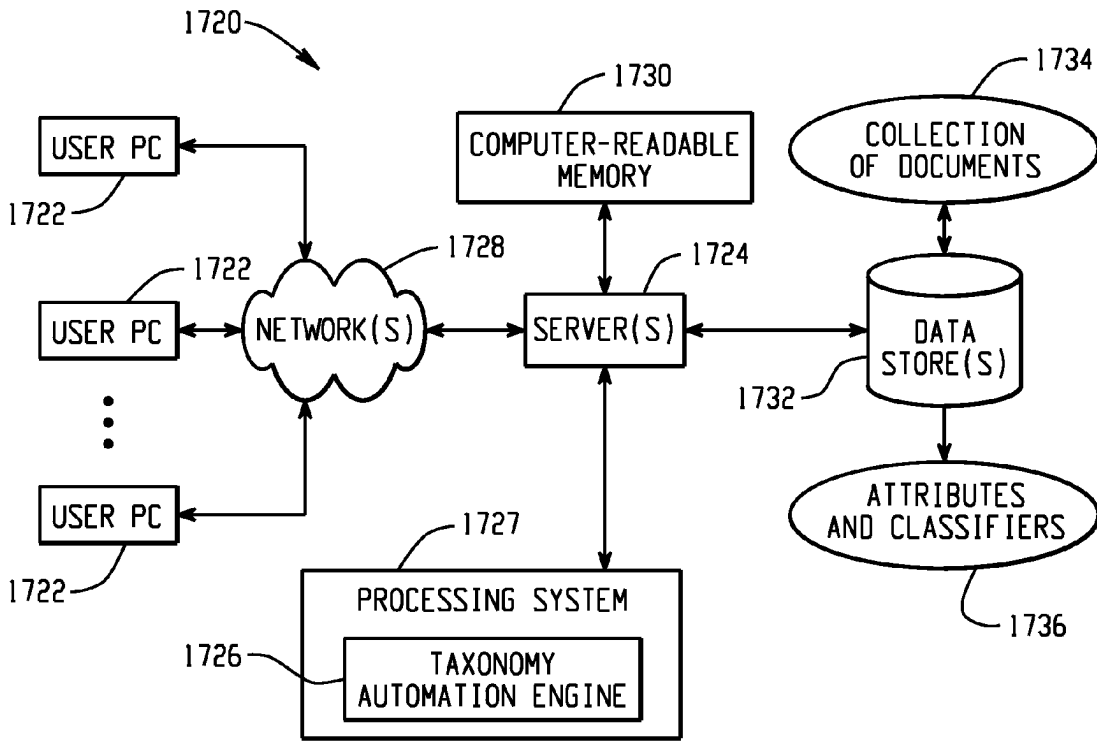 1720
1730
1734
USER PC
COMPUTER-READABLE
MEMORY
COLLECTION
OF DOCUMENTS
1722
1722
1728
1724
USER PC
NETWORK(S)
SERVER(S)
DATA
STORE(S)
1732
USER PC
1722
1727
ATTRIBUTES
AND CLASSIFIERS
PROCESSING SYSTEM
1736
1726
TAXONOMY
AUTOMATION ENGINE